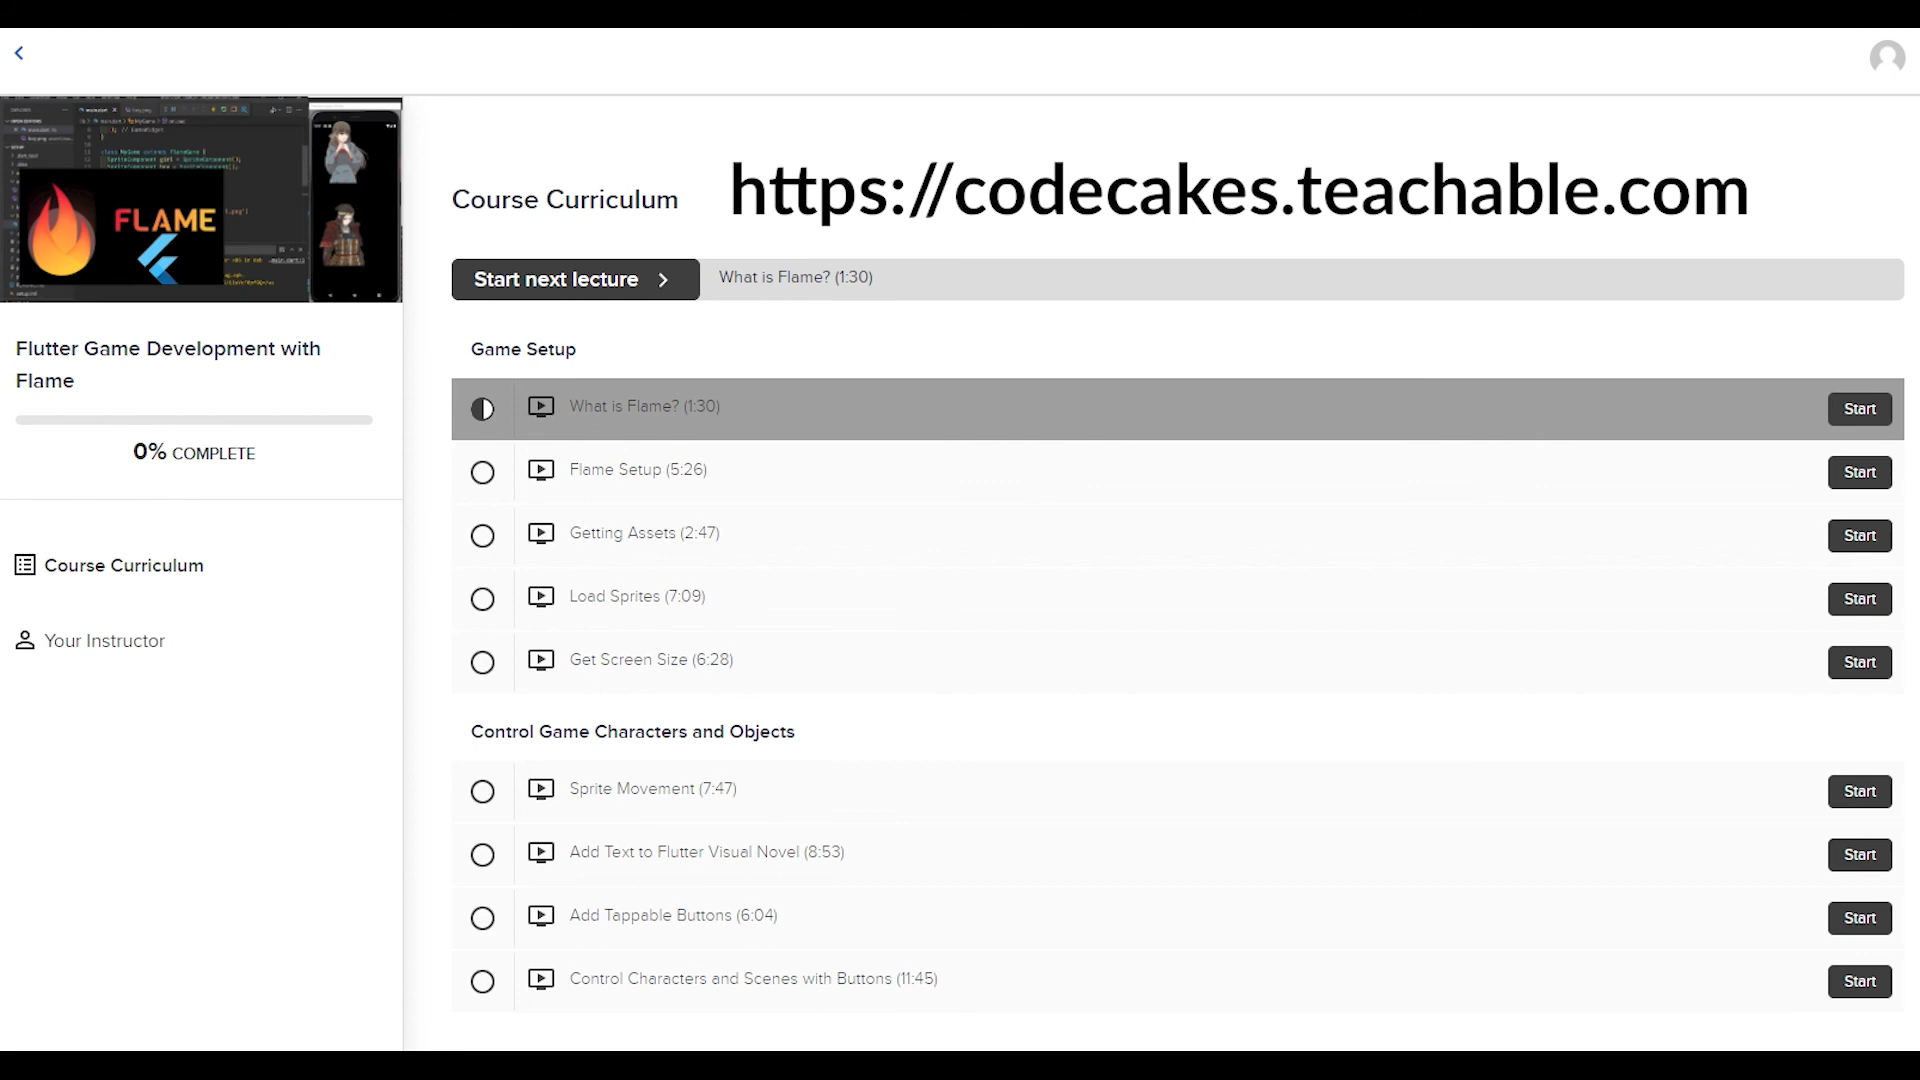 FLAME
Flutter Game Development with
Flame
0% COMPLETE
Course Curriculum
Your Instructor
Course Curriculum
https://codecakes.teachable.com
Start next lecture
What is Flame? (1:30)
Game Setup
What is Flame? (1:30)
Start
Flame Setup (5:26)
Start
Getting Assets (2:47)
Start
Load Sprites (7:09)
Start
Get Screen Size (6:28)
Start
Control Game Characters and Objects
Sprite Movement (7:47)
Start
Add Text to Flutter Visual Novel (8:53)
Start
Add Tappable Buttons (6:04)
Start
Control Characters and Scenes with Buttons (11:45)
Start